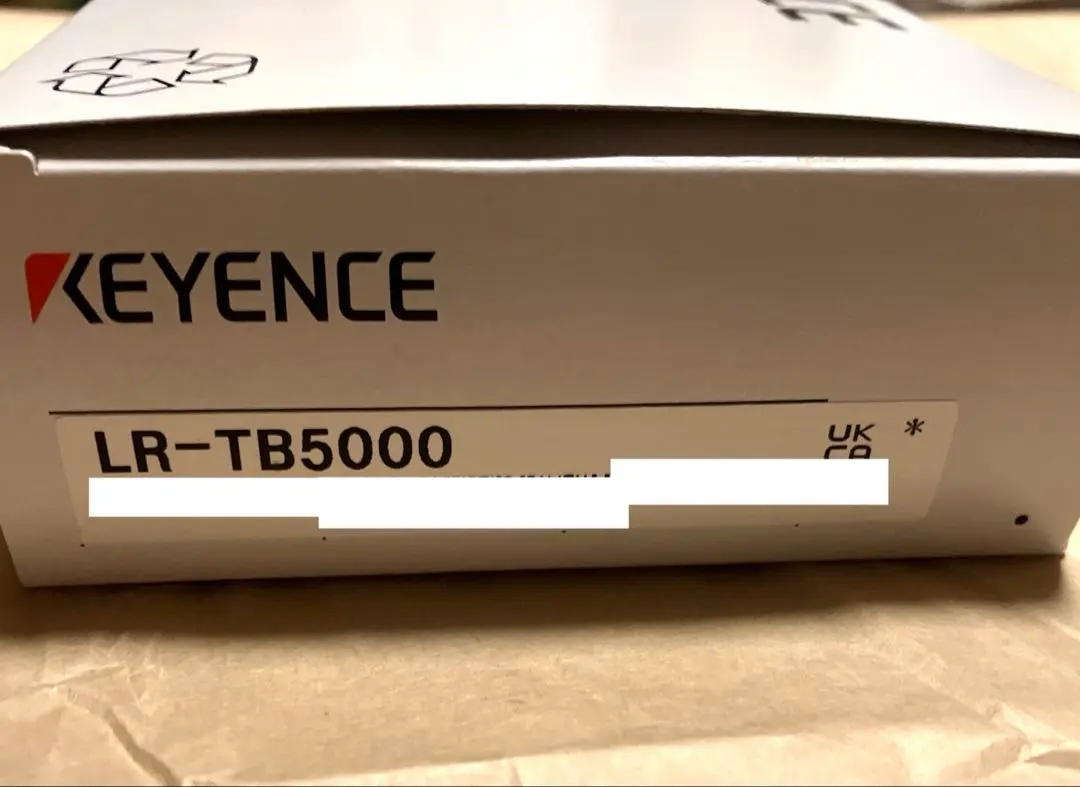 KEYENCE
LR-TB5000
UK
CA
*